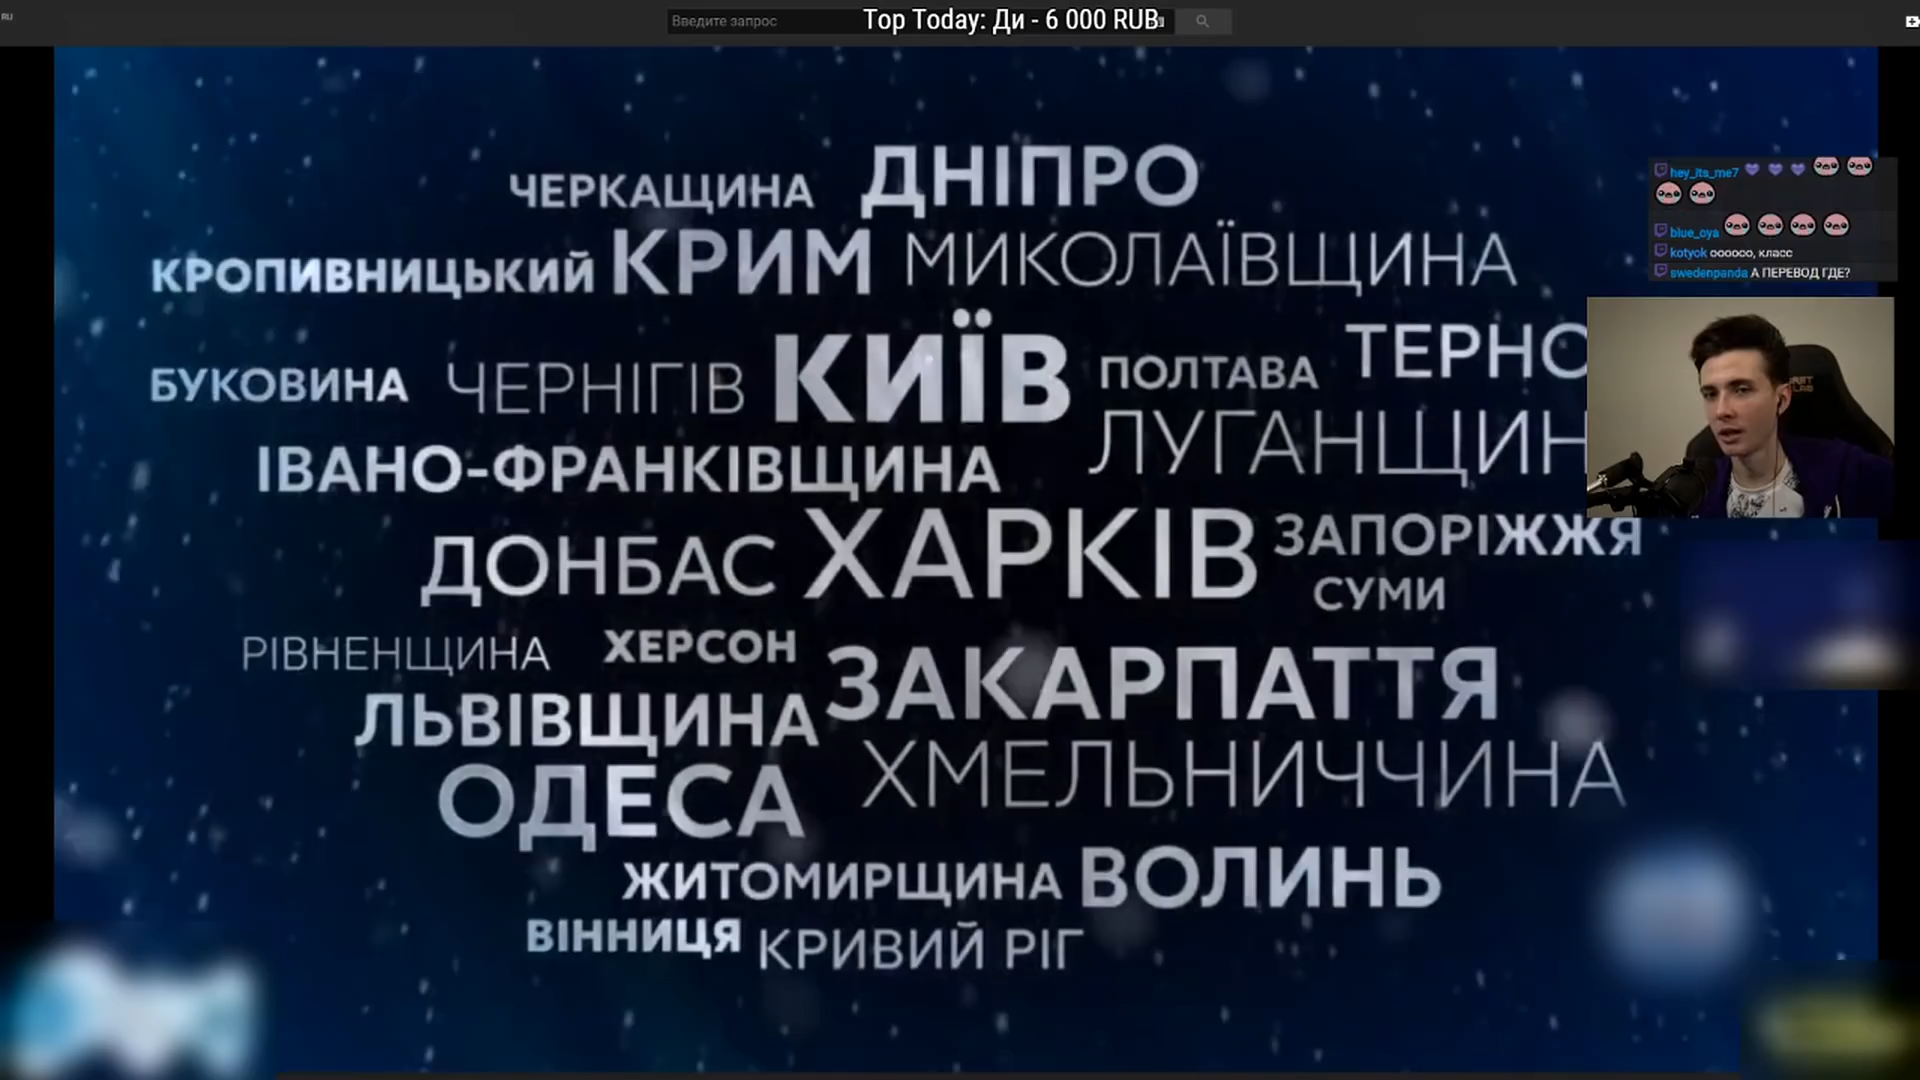 RU
Введите запрос
Top Today: Ди - 6 000 RUB
ЧЕРКАЩИНА ДНІПРО
КРОПИВНИЦЬКИЙ КРИМ МИКОЛАЇВЩИНА
БУКОВИНА ЧЕРНІГІВ КИЇВ ПОЛТАВА ТЕРНО
ІВАНО-ФРАНКІВЩИНА ЛУГАНЩИН
ДОНБАС ХАРКІВ ЗАПОРІЖЖЯ
СУМИ
РІВНЕНЩИНА ХЕРСОН ЗАКАРПАТТЯ
ЛЬВІВЩИНА
ОДЕСА ХМЕЛЬНИЧЧИНА
ЖИТОМИРЩИНА ВОЛИНЬ
ВІННИЦЯ КРИВИЙ РІГ
hey_its_me7
blue_oya
kotyok оооооо, класс
swedenpanda А ПЕРЕВОД ГДЕ?